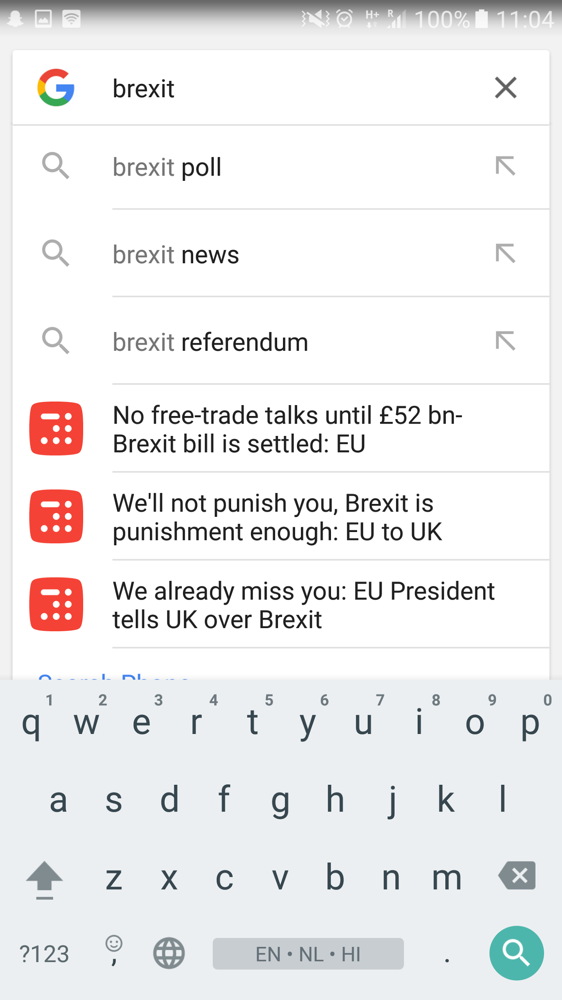 H+ R 100% 11:04
brexit
brexit poll
brexit news
brexit referendum
No free-trade talks until £52 bn-
Brexit bill is settled: EU
We'll not punish you, Brexit is
punishment enough: EU to UK
We already miss you: EU President
tells UK over Brexit
Search Phone
1 2 3 4 5 6 7 8 9 0
q w e r t y u i o p
a s d f g h j k l
z x c v b n m
?123 , EN • NL • HI .